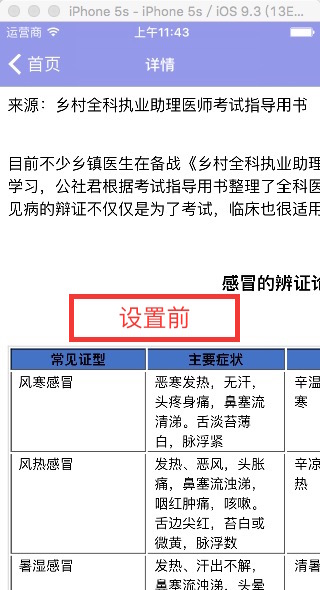 iPhone 5s - iPhone 5s / iOS 9.3 (13E...
运营商 上午11:43
首页 详情
来源：乡村全科执业助理医师考试指导用书
目前不少乡镇医生在备战《乡村全科执业助理
学习，公社君根据考试指导用书整理了全科医
见病的辩证不仅仅是为了考试，临床也很适用
感冒的辨证论
设置前
常见证型 主要症状
风寒感冒 恶寒发热，无汗， 辛温
头疼身痛，鼻塞流 寒
清涕。舌淡苔薄
白，脉浮紧
风热感冒 发热、恶风、头胀 辛凉
痛，鼻塞流浊涕， 热
咽红肿痛，咳嗽。
舌边尖红，苔白或
微黄，脉浮数
暑湿感冒 发热、汗出不解， 清暑
鼻塞流浊涕、头晕